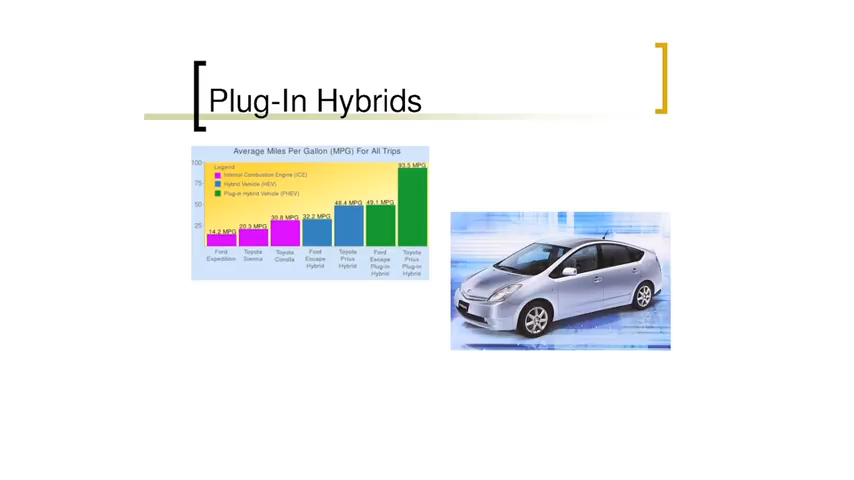 Plug-In Hybrids
Average Miles Per Gallon (MPG) For All Trips
Legend
Internal Combustion Engine (ICE)
Hybrid Vehicle (HEV)
Plug-in Hybrid Vehicle (PHEV)
100
75
50
25
14.2 MPG
20.3 MPG
30.8 MPG
32.2 MPG
48.4 MPG
49.1 MPG
93.5 MPG
Ford
Expedition
Toyota
Sienna
Toyota
Corolla
Ford
Escape
Hybrid
Toyota
Prius
Hybrid
Ford
Escape
Plug-in
Hybrid
Toyota
Prius
Plug-in
Hybrid